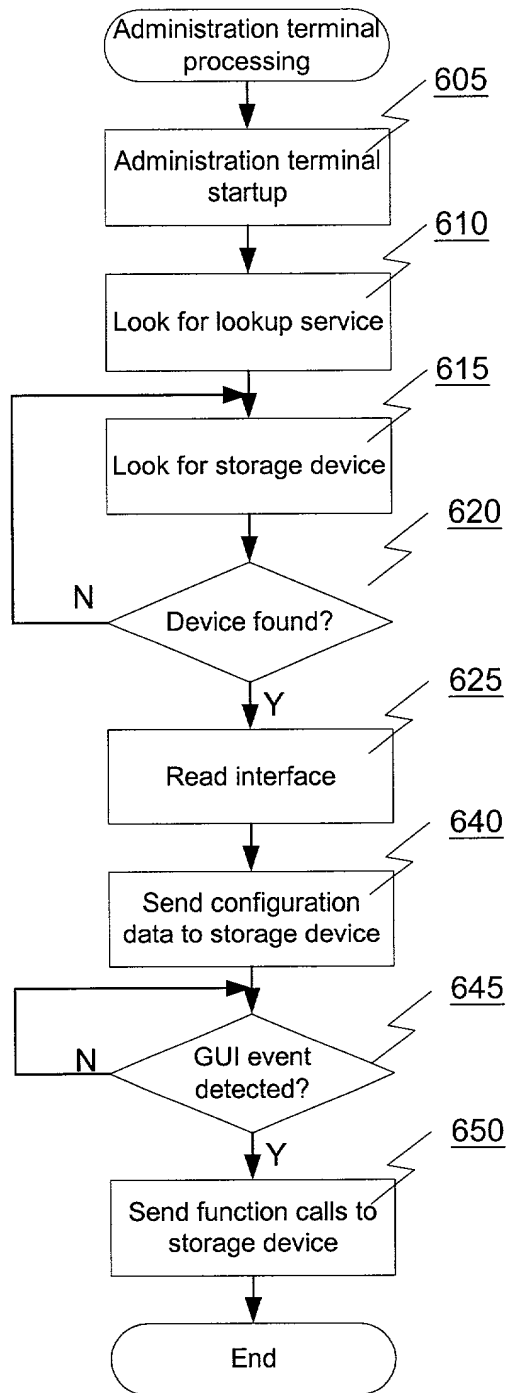 Administration terminal
processing
605
Administration terminal
startup
610
Look for lookup service
615
Look for storage device
620
N
Device found?
Y
625
Read interface
640
Send configuration
data to storage device
645
N
GUI event
detected?
Y
650
Send function calls to
storage device
End